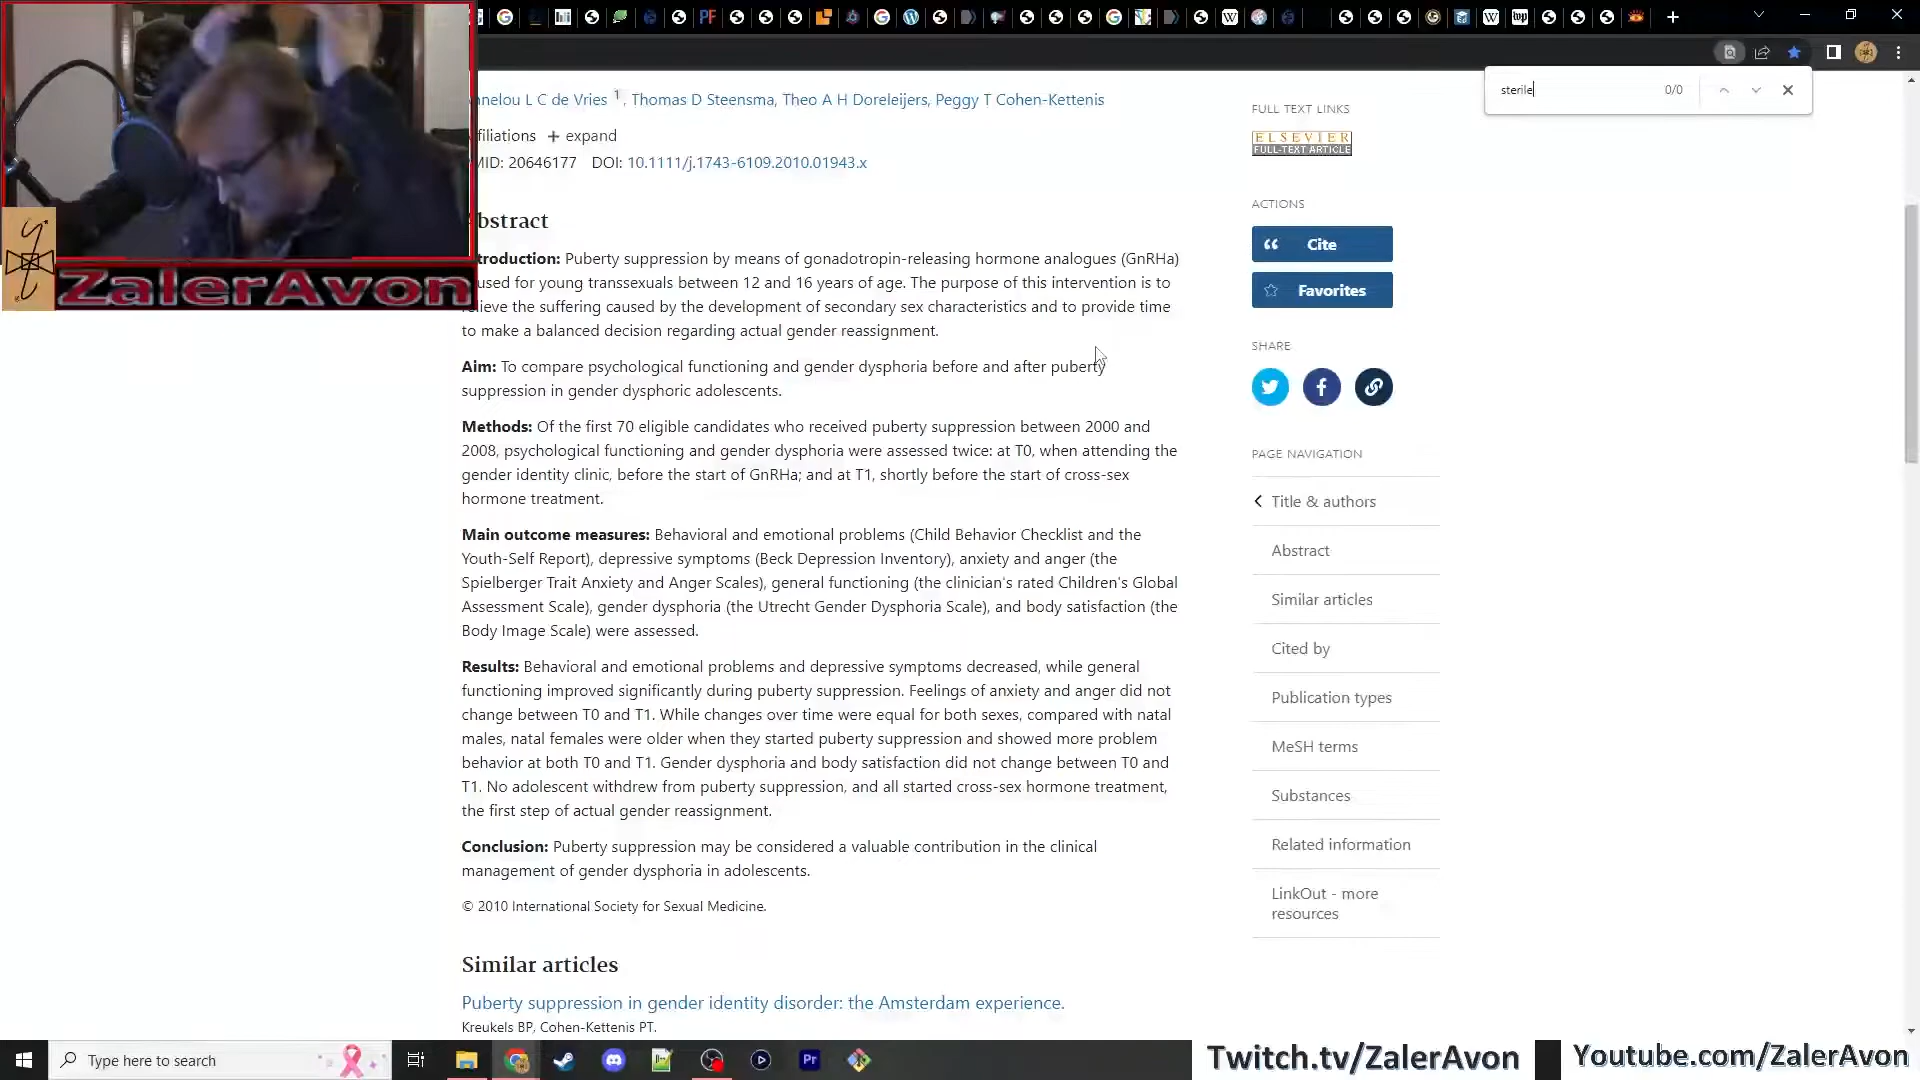 sterile 0/0
nnelou L C de Vries 1, Thomas D Steensma, Theo A H Doreleijers, Peggy T Cohen-Kettenis
filiations + expand
MID: 20646177 DOI: 10.1111/j.1743-6109.2010.01943.x
bstract
troduction: Puberty suppression by means of gonadotropin-releasing hormone analogues (GnRHa)
used for young transsexuals between 12 and 16 years of age. The purpose of this intervention is to
elieve the suffering caused by the development of secondary sex characteristics and to provide time
to make a balanced decision regarding actual gender reassignment.
Aim: To compare psychological functioning and gender dysphoria before and after puberty
suppression in gender dysphoric adolescents.
Methods: Of the first 70 eligible candidates who received puberty suppression between 2000 and
2008, psychological functioning and gender dysphoria were assessed twice: at T0, when attending the
gender identity clinic, before the start of GnRHa; and at T1, shortly before the start of cross-sex
hormone treatment.
Main outcome measures: Behavioral and emotional problems (Child Behavior Checklist and the
Youth-Self Report), depressive symptoms (Beck Depression Inventory), anxiety and anger (the
Spielberger Trait Anxiety and Anger Scales), general functioning (the clinician's rated Children's Global
Assessment Scale), gender dysphoria (the Utrecht Gender Dysphoria Scale), and body satisfaction (the
Body Image Scale) were assessed.
Results: Behavioral and emotional problems and depressive symptoms decreased, while general
functioning improved significantly during puberty suppression. Feelings of anxiety and anger did not
change between T0 and T1. While changes over time were equal for both sexes, compared with natal
males, natal females were older when they started puberty suppression and showed more problem
behavior at both T0 and T1. Gender dysphoria and body satisfaction did not change between T0 and
T1. No adolescent withdrew from puberty suppression, and all started cross-sex hormone treatment,
the first step of actual gender reassignment.
Conclusion: Puberty suppression may be considered a valuable contribution in the clinical
management of gender dysphoria in adolescents.
© 2010 International Society for Sexual Medicine.
Similar articles
Puberty suppression in gender identity disorder: the Amsterdam experience.
Kreukels BP, Cohen-Kettenis PT.
FULL TEXT LINKS
ELSEVIER
FULL-TEXT ARTICLE
ACTIONS
Cite
Favorites
SHARE
PAGE NAVIGATION
Title & authors
Abstract
Similar articles
Cited by
Publication types
MeSH terms
Substances
Related information
LinkOut - more
resources
ZalerAvon
Type here to search
Pr
Twitch.tv/ZalerAvon
Youtube.com/ZalerAvon